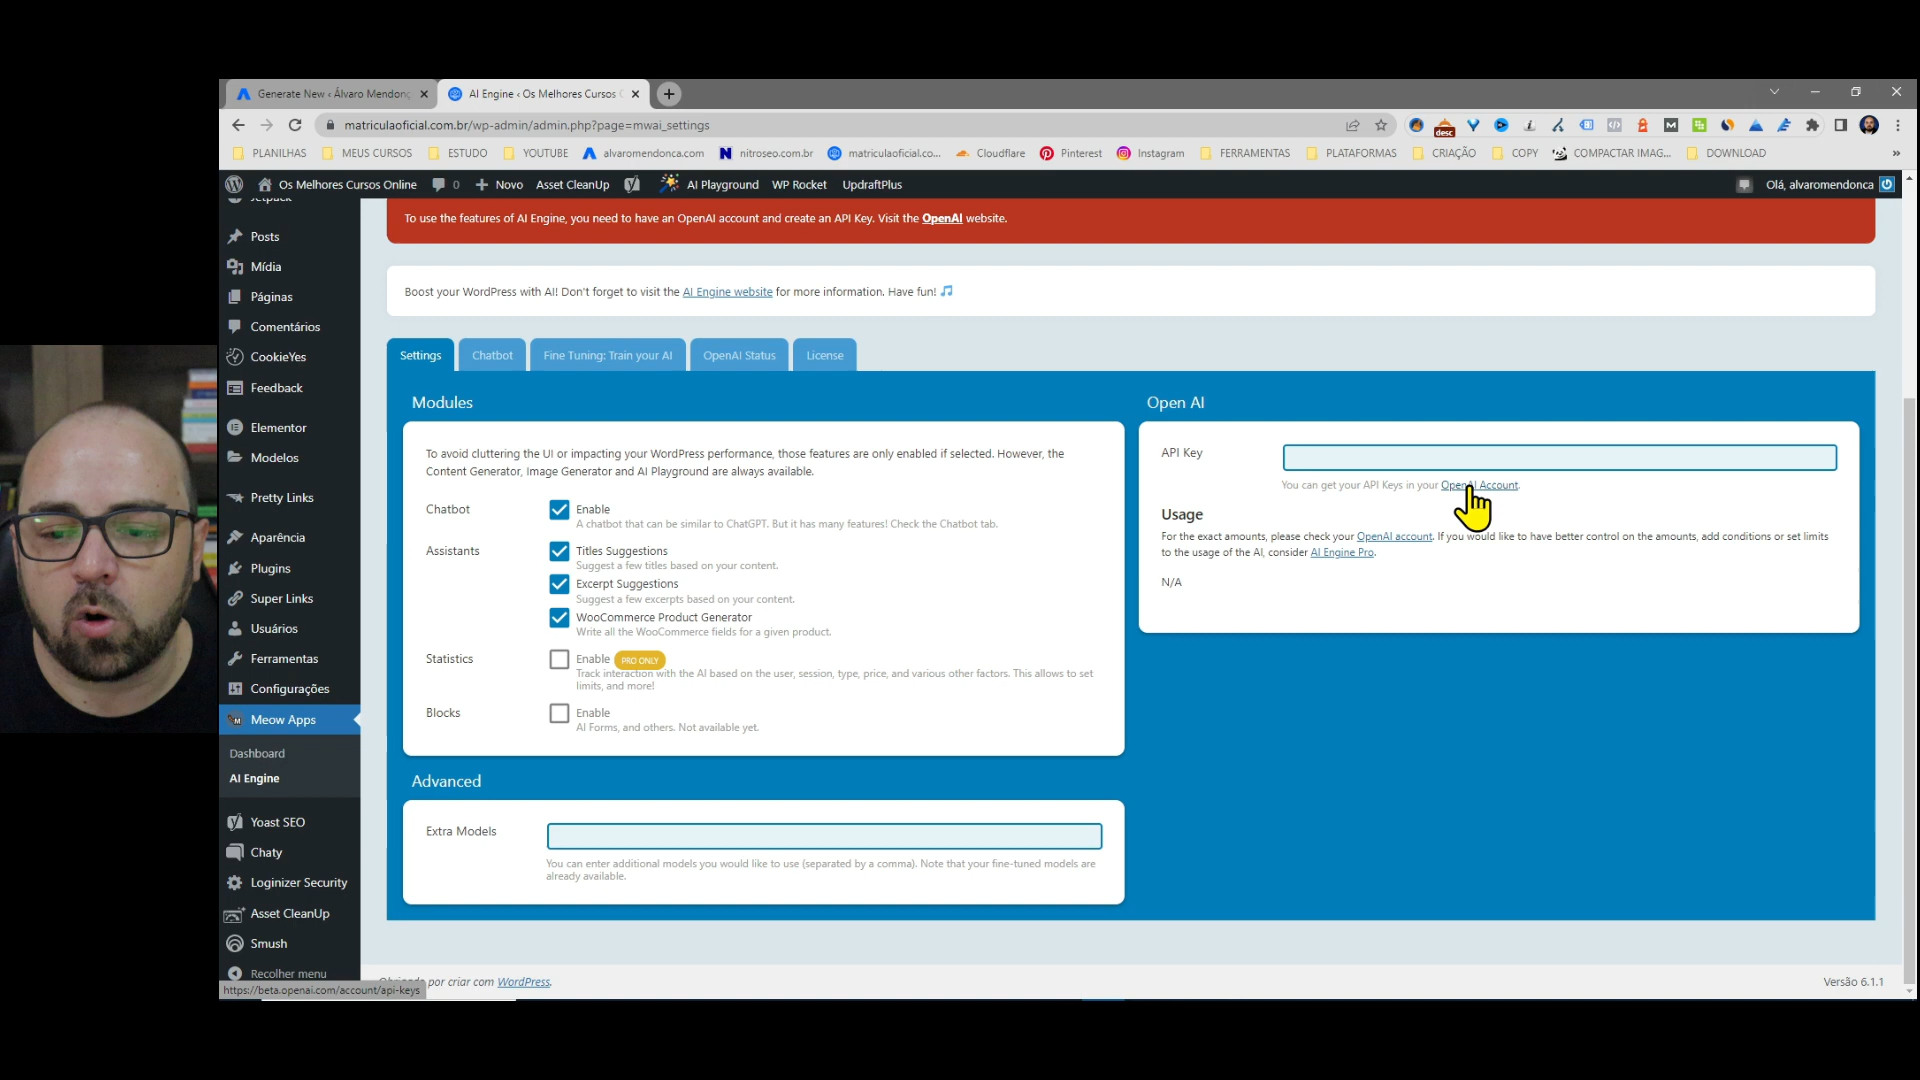 Generate New ‹ Álvaro Mendonç
AI Engine ‹ Os Melhores Cursos
matriculaoficial.com.br/wp-admin/admin.php?page=mwai_settings
desc
PLANILHAS
MEUS CURSOS
ESTUDO
YOUTUBE
alvaromendonca.com
nitroseo.com.br
matriculaoficial.co...
Cloudflare
Pinterest
Instagram
FERRAMENTAS
PLATAFORMAS
CRIAÇÃO
COPY
COMPACTAR IMAG...
DOWNLOAD
Os Melhores Cursos Online
0
Novo
Asset CleanUp
AI Playground
WP Rocket
UpdraftPlus
Olá, alvaromendonca
Jetpack
Posts
Mídia
Páginas
Comentários
CookieYes
Feedback
Elementor
Modelos
Pretty Links
Aparência
Plugins
Super Links
Usuários
Ferramentas
Configurações
Meow Apps
Dashboard
AI Engine
Yoast SEO
Chaty
Loginizer Security
Asset CleanUp
Smush
Recolher menu
https://beta.openai.com/account/api-keys
To use the features of AI Engine, you need to have an OpenAI account and create an API Key. Visit the OpenAI website.
Boost your WordPress with AI! Don't forget to visit the AI Engine website for more information. Have fun! 🎵
Settings
Chatbot
Fine Tuning: Train your AI
OpenAI Status
License
Modules
To avoid cluttering the UI or impacting your WordPress performance, those features are only enabled if selected. However, the
Content Generator, Image Generator and AI Playground are always available.
Chatbot
Enable
A chatbot that can be similar to ChatGPT. But it has many features! Check the Chatbot tab.
Assistants
Titles Suggestions
Suggest a few titles based on your content.
Excerpt Suggestions
Suggest a few excerpts based on your content.
WooCommerce Product Generator
Write all the WooCommerce fields for a given product.
Statistics
Enable PRO ONLY
Track interaction with the AI based on the user, session, type, price, and various other factors. This allows to set
limits, and more!
Blocks
Enable
AI Forms, and others. Not available yet.
Advanced
Extra Models
You can enter additional models you would like to use (separated by a comma). Note that your fine-tuned models are
already available.
Open AI
API Key
You can get your API Keys in your OpenAI Account.
Usage
For the exact amounts, please check your OpenAI account. If you would like to have better control on the amounts, add conditions or set limits
to the usage of the AI, consider AI Engine Pro.
N/A
Obrigado por criar com WordPress.
Versão 6.1.1